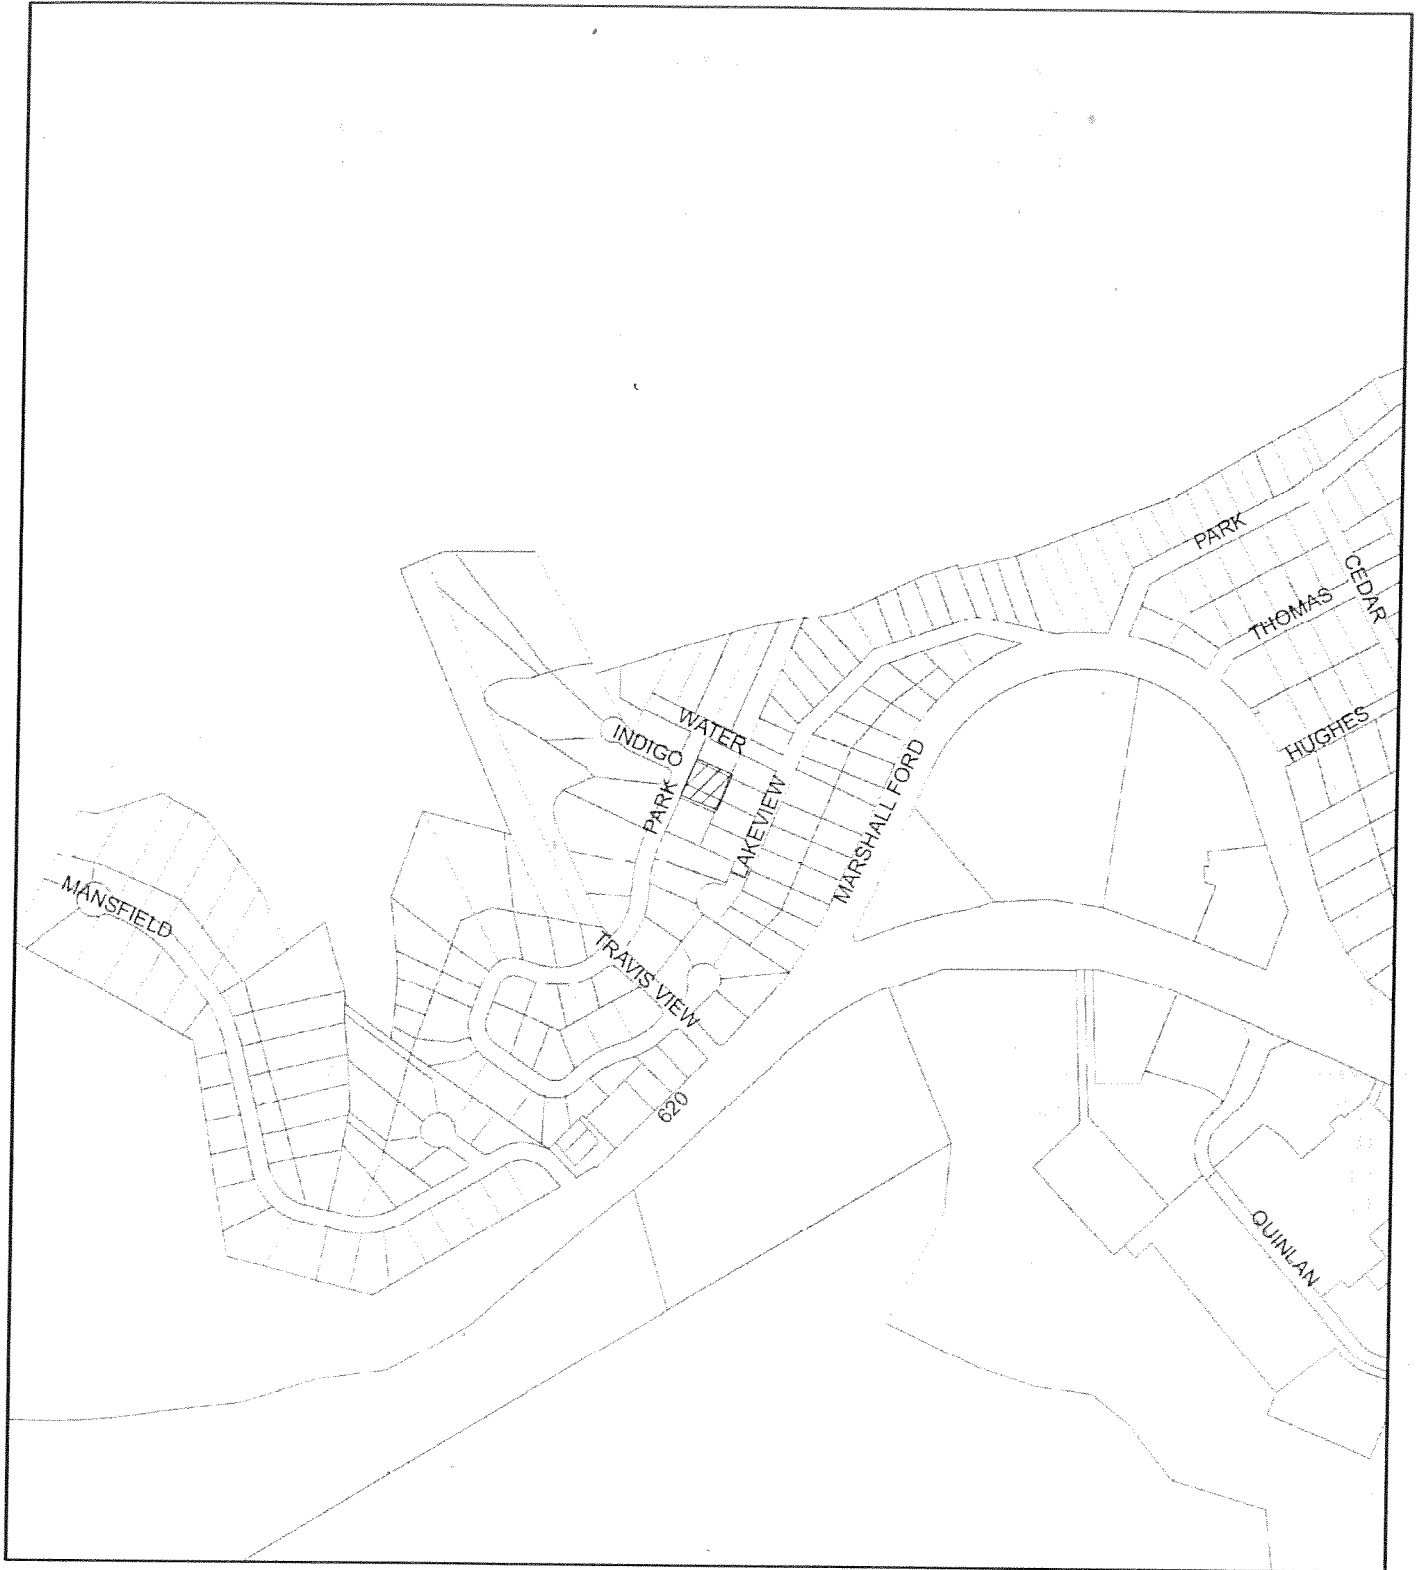 PARK
CEDAR
THOMAS
HUGHES
WATER
INDIGO
PARK
LAKEVIEW
MARSHALL FORD
MANSFIELD
TRAVIS VIEW
620
QUINLAN